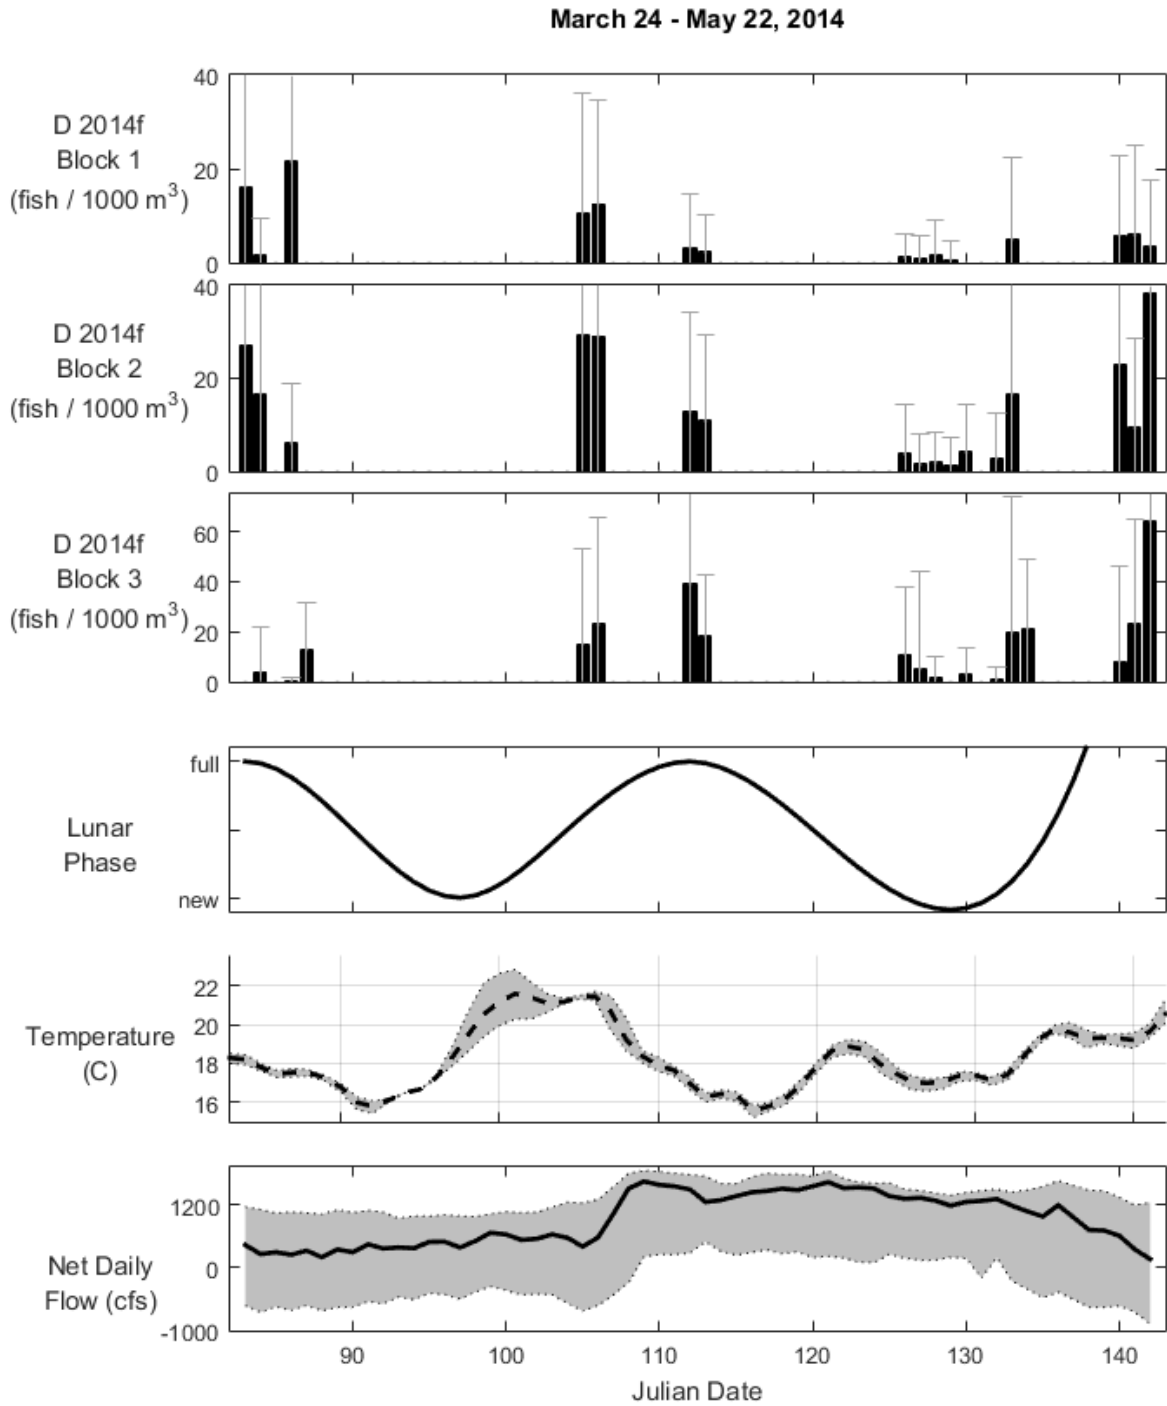 March 24 - May 22, 2014
D 2014f
Block 1
(fish / 1000 m³)
40
20
0
D 2014f
Block 2
(fish / 1000 m³)
40
20
0
D 2014f
Block 3
(fish / 1000 m³)
60
40
20
0
Lunar
Phase
full
new
Temperature
(C)
22
20
18
16
Net Daily
Flow (cfs)
1200
0
-1000
90 100 110 120 130 140
Julian Date